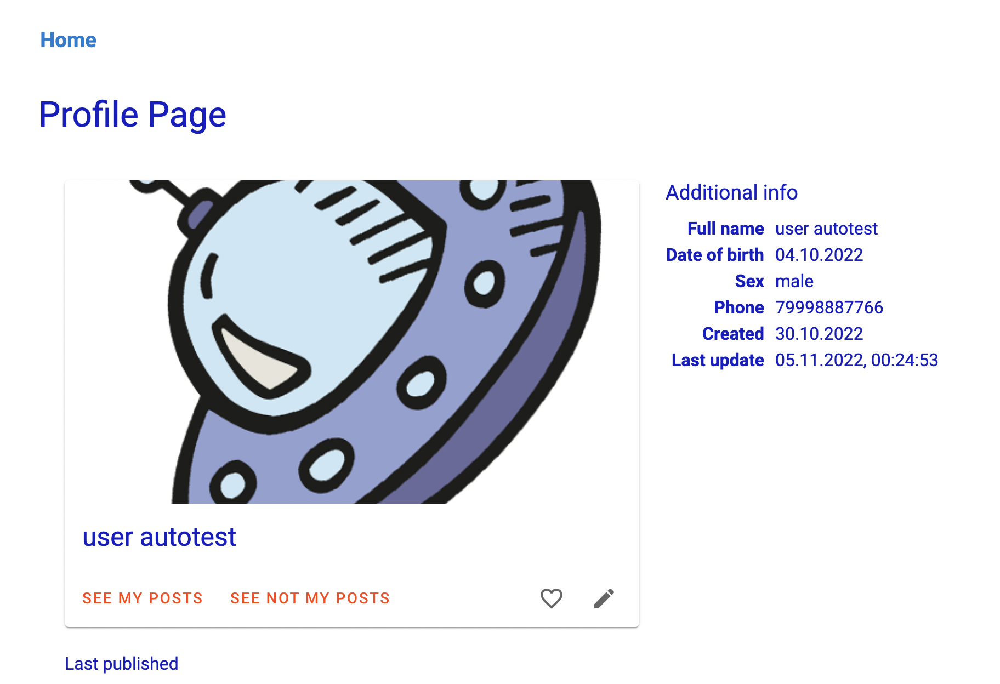 Home
Profile Page
Additional info
Full name user autotest
Date of birth 04.10.2022
Sex male
Phone 79998887766
Created 30.10.2022
Last update 05.11.2022, 00:24:53
user autotest
SEE MY POSTS SEE NOT MY POSTS
Last published